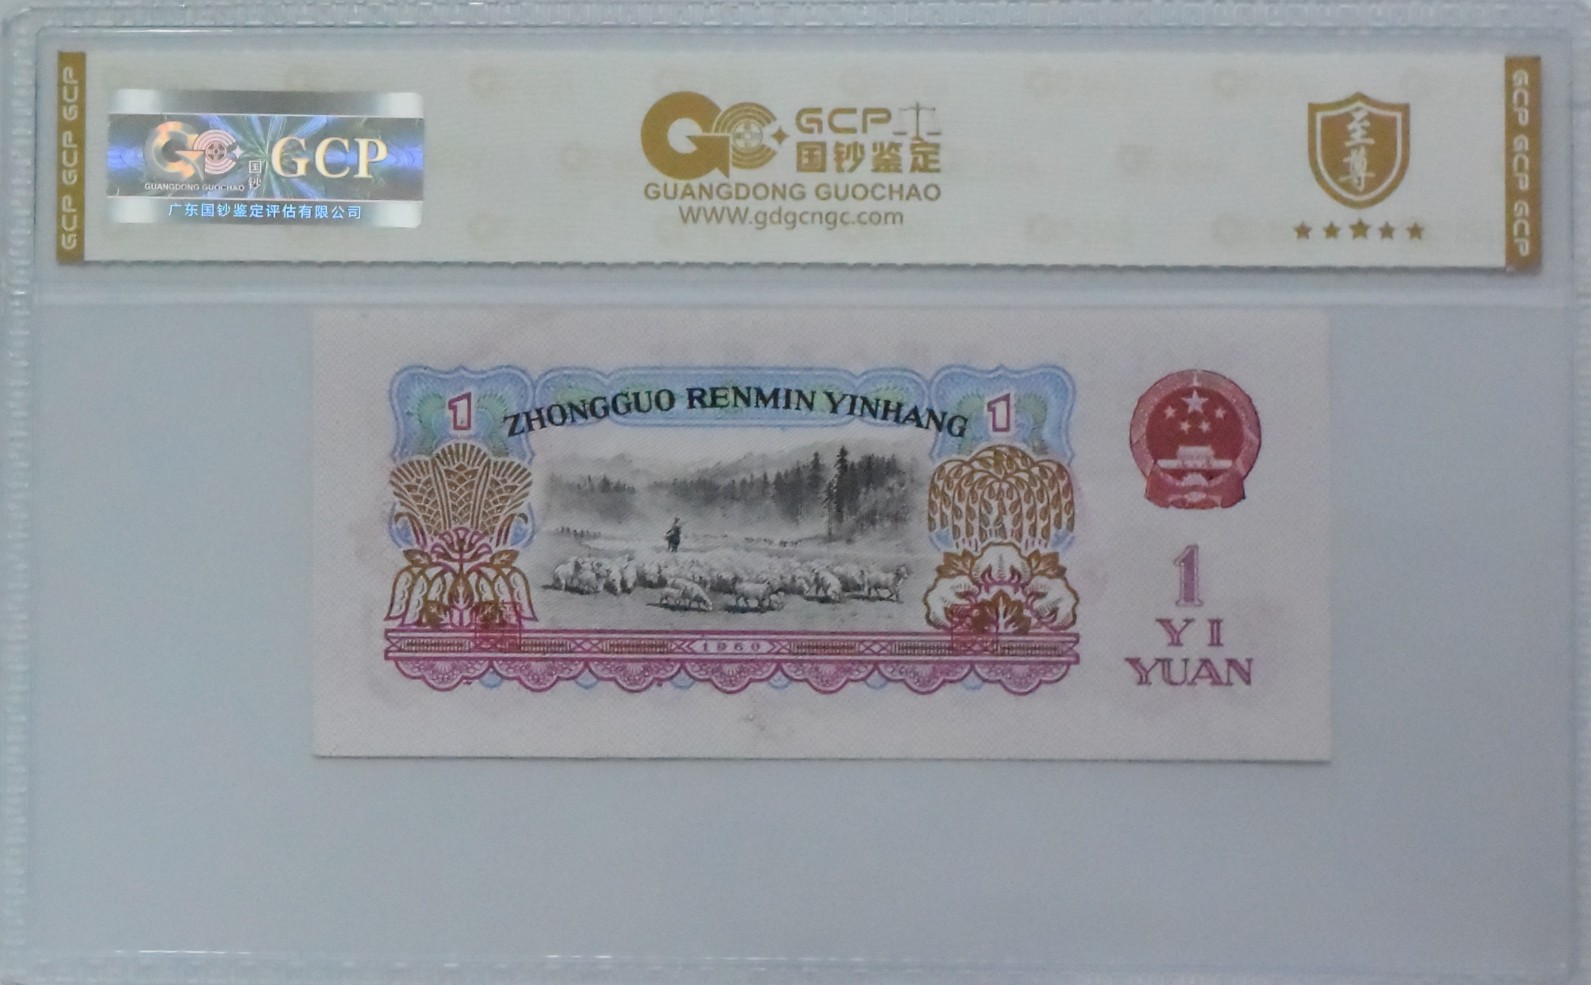 GCP GCP GCP
GUANGDONG GUOCHAO
国钞
GCP
广东国钞鉴定评估有限公司
GCP
国钞鉴定
GUANGDONG GUOCHAO
WWW.gdgcngc.com
至尊
GCP GCP GCP
1
ZHONGGUO RENMIN YINHANG
1
1960
1
YI
YUAN